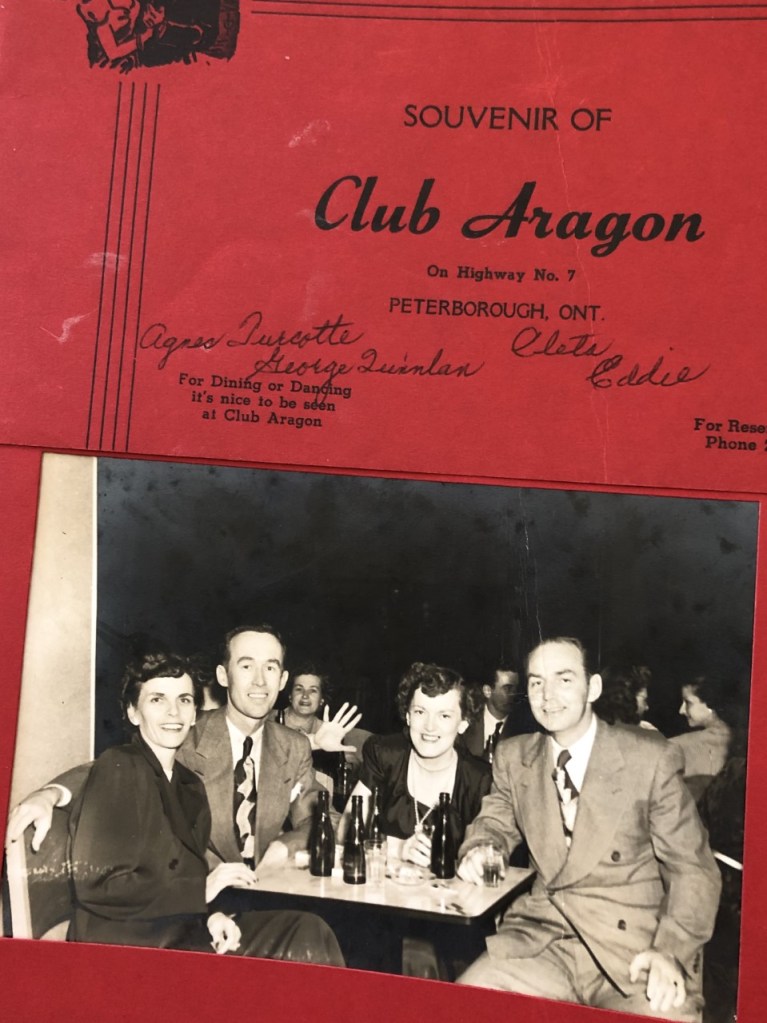 SOUVENIR OF
Club Aragon
On Highway No. 7
PETERBOROUGH, ONT.
Agnes Turcotte
George Quinnlan
Cleta
Eddie
For Dining or Dancing
it's nice to be seen
at Club Aragon
For Rese
Phone